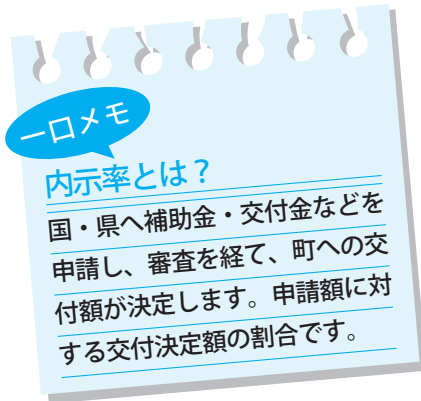 一口メモ
内示率とは？
国・県へ補助金・交付金などを
申請し、審査を経て、町への交
付額が決定します。申請額に対
する交付決定額の割合です。